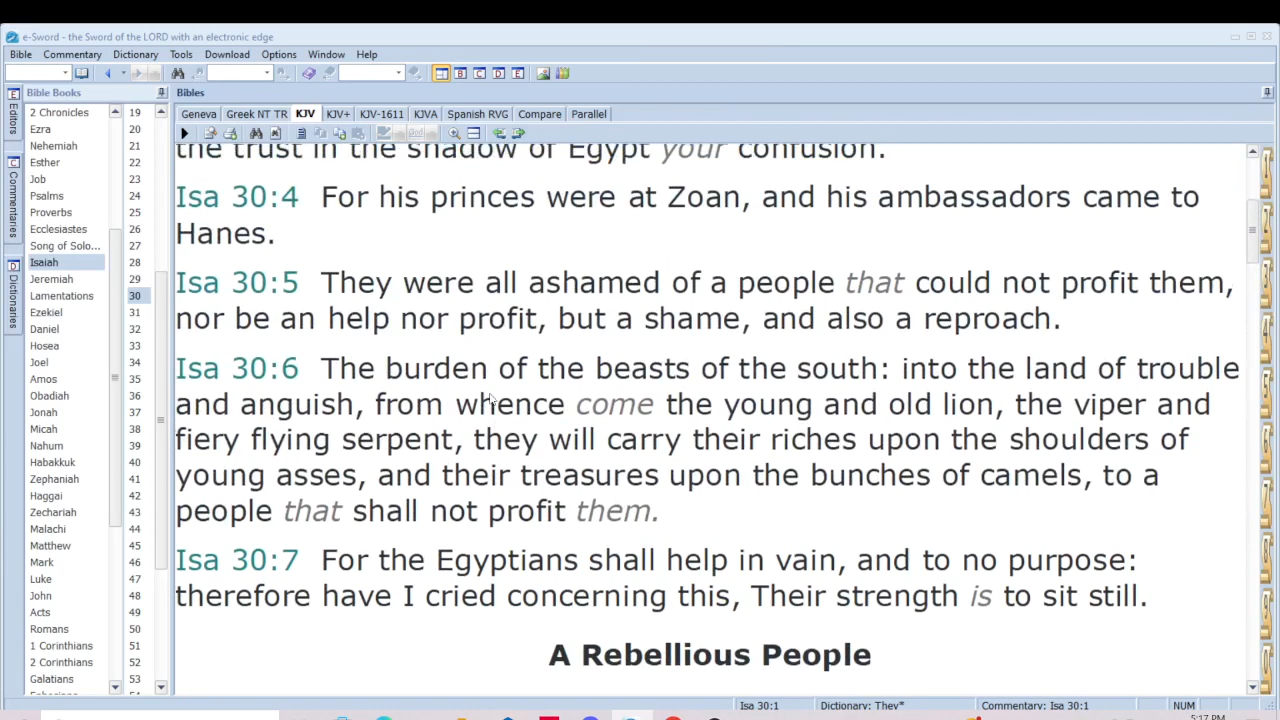 e-Sword - the Sword of the LORD with an electronic edge
Bible Commentary Dictionary Tools Download Options Window Help
B C D E
Bible Books
Bibles
E Editors
C Commentaries
D Dictionaries
2 Chronicles 19
Ezra 20
Nehemiah 21
Esther 22
Job 23
Psalms 24
Proverbs 25
Ecclesiastes 26
Song of Solo... 27
Isaiah 28
Jeremiah 29
Lamentations 30
Ezekiel 31
Daniel 32
Hosea 33
Joel 34
Amos 35
Obadiah 36
Jonah 37
Micah 38
Nahum 39
Habakkuk 40
Zephaniah 41
Haggai 42
Zechariah 43
Malachi 44
Matthew 45
Mark 46
Luke 47
John 48
Acts 49
Romans 50
1 Corinthians 51
2 Corinthians 52
Galatians 53
Geneva Greek NT TR KJV KJV+ KJV-1611 KJVA Spanish RVG Compare Parallel
the trust in the shadow of Egypt your confusion.
Isa 30:4 For his princes were at Zoan, and his ambassadors came to
Hanes.
Isa 30:5 They were all ashamed of a people that could not profit them,
nor be an help nor profit, but a shame, and also a reproach.
Isa 30:6 The burden of the beasts of the south: into the land of trouble
and anguish, from whence come the young and old lion, the viper and
fiery flying serpent, they will carry their riches upon the shoulders of
young asses, and their treasures upon the bunches of camels, to a
people that shall not profit them.
Isa 30:7 For the Egyptians shall help in vain, and to no purpose:
therefore have I cried concerning this, Their strength is to sit still.
A Rebellious People
Isa 30:1 Dictionary: They* Commentary: Isa 30:1 NUM
5:17 PM